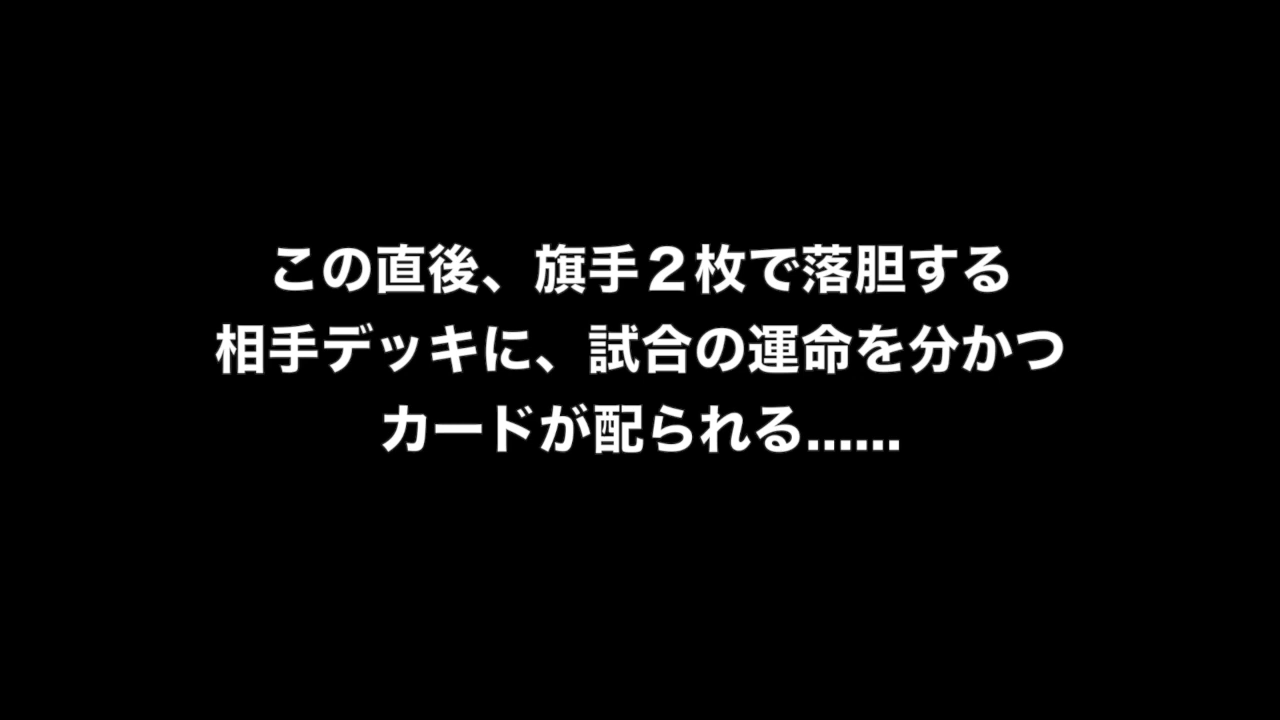 この直後、旗手２枚で落胆する
相手デッキに、試合の運命を分かつ
カードが配られる......